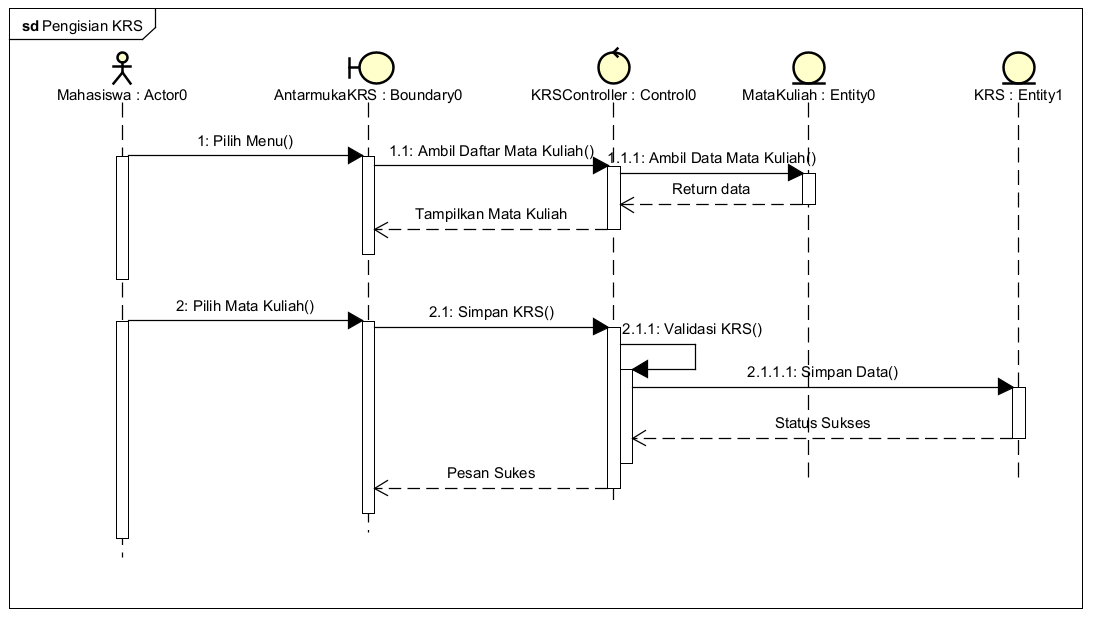 sd Pengisian KRS
Mahasiswa : Actor0
AntarmukaKRS : Boundary0
KRSController : Control0
MataKuliah : Entity0
KRS : Entity1
1: Pilih Menu()
1.1: Ambil Daftar Mata Kuliah()
1.1.1: Ambil Data Mata Kuliah()
Return data
Tampilkan Mata Kuliah
2: Pilih Mata Kuliah()
2.1: Simpan KRS()
2.1.1: Validasi KRS()
2.1.1.1: Simpan Data()
Status Sukses
Pesan Sukes